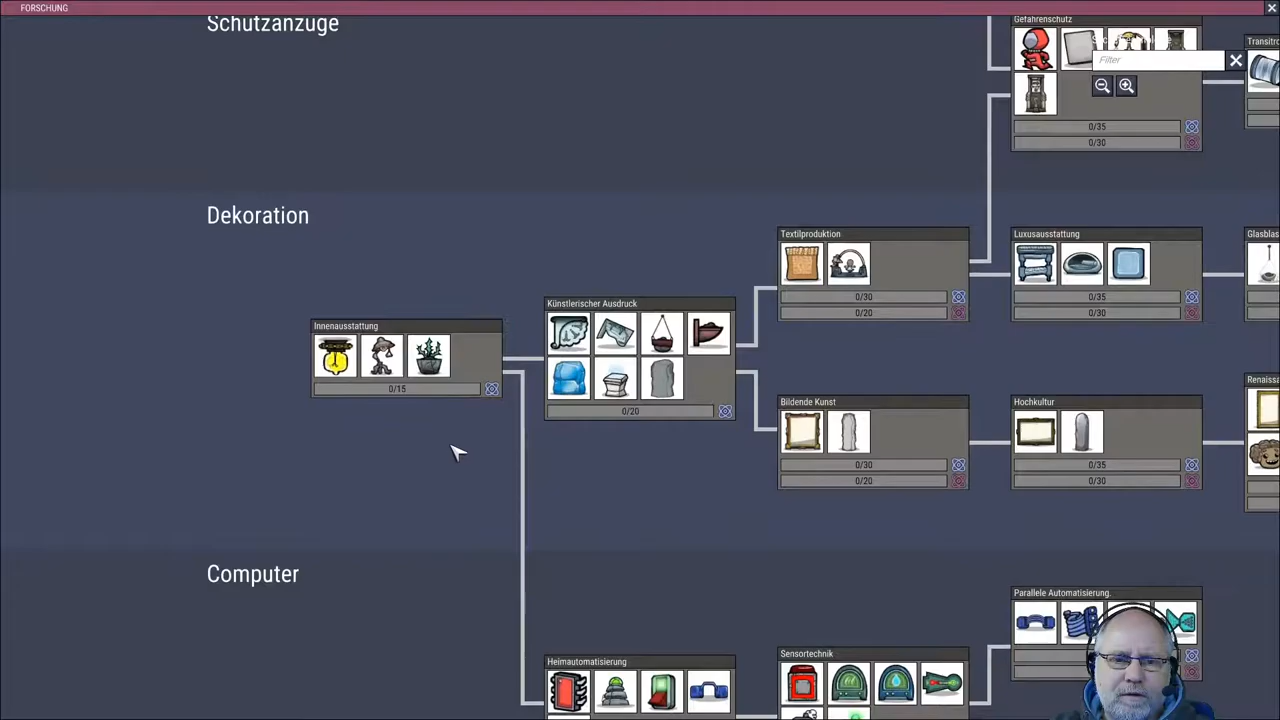 FORSCHUNG
Schutzanzüge
Gefahrenschutz
Filter
0/35
0/30
Dekoration
Textilproduktion
0/30
0/20
Luxusausstattung
0/35
0/30
Innenausstattung
0/15
Künstlerischer Ausdruck
0/20
Bildende Kunst
0/30
0/20
Hochkultur
0/35
0/30
Computer
Parallele Automatisierung.
Heimautomatisierung
Sensortechnik